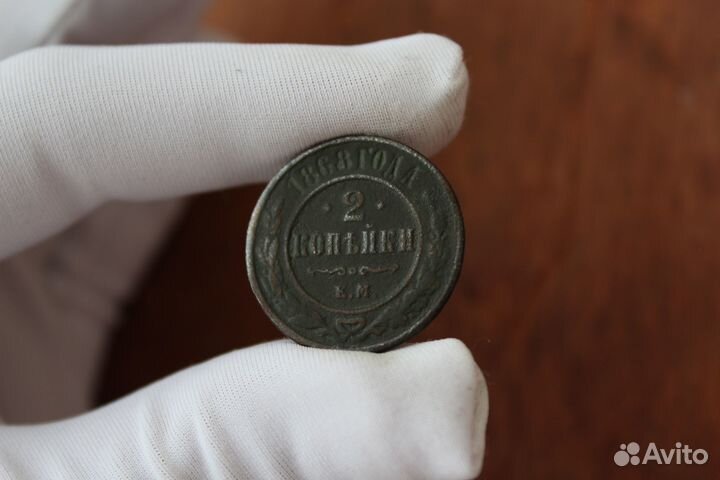 1868 ГОДА
· 2 ·
КОПѢЙКИ
Е.М
Avito